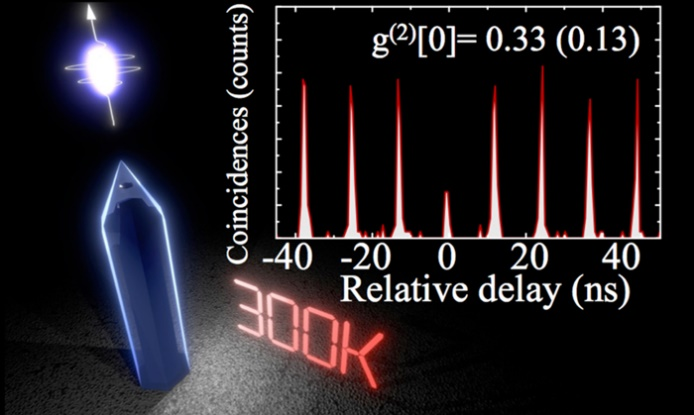 g(2)[0]= 0.33 (0.13)
Coincidences (counts)
-40 -20 0 20 40
Relative delay (ns)
300K